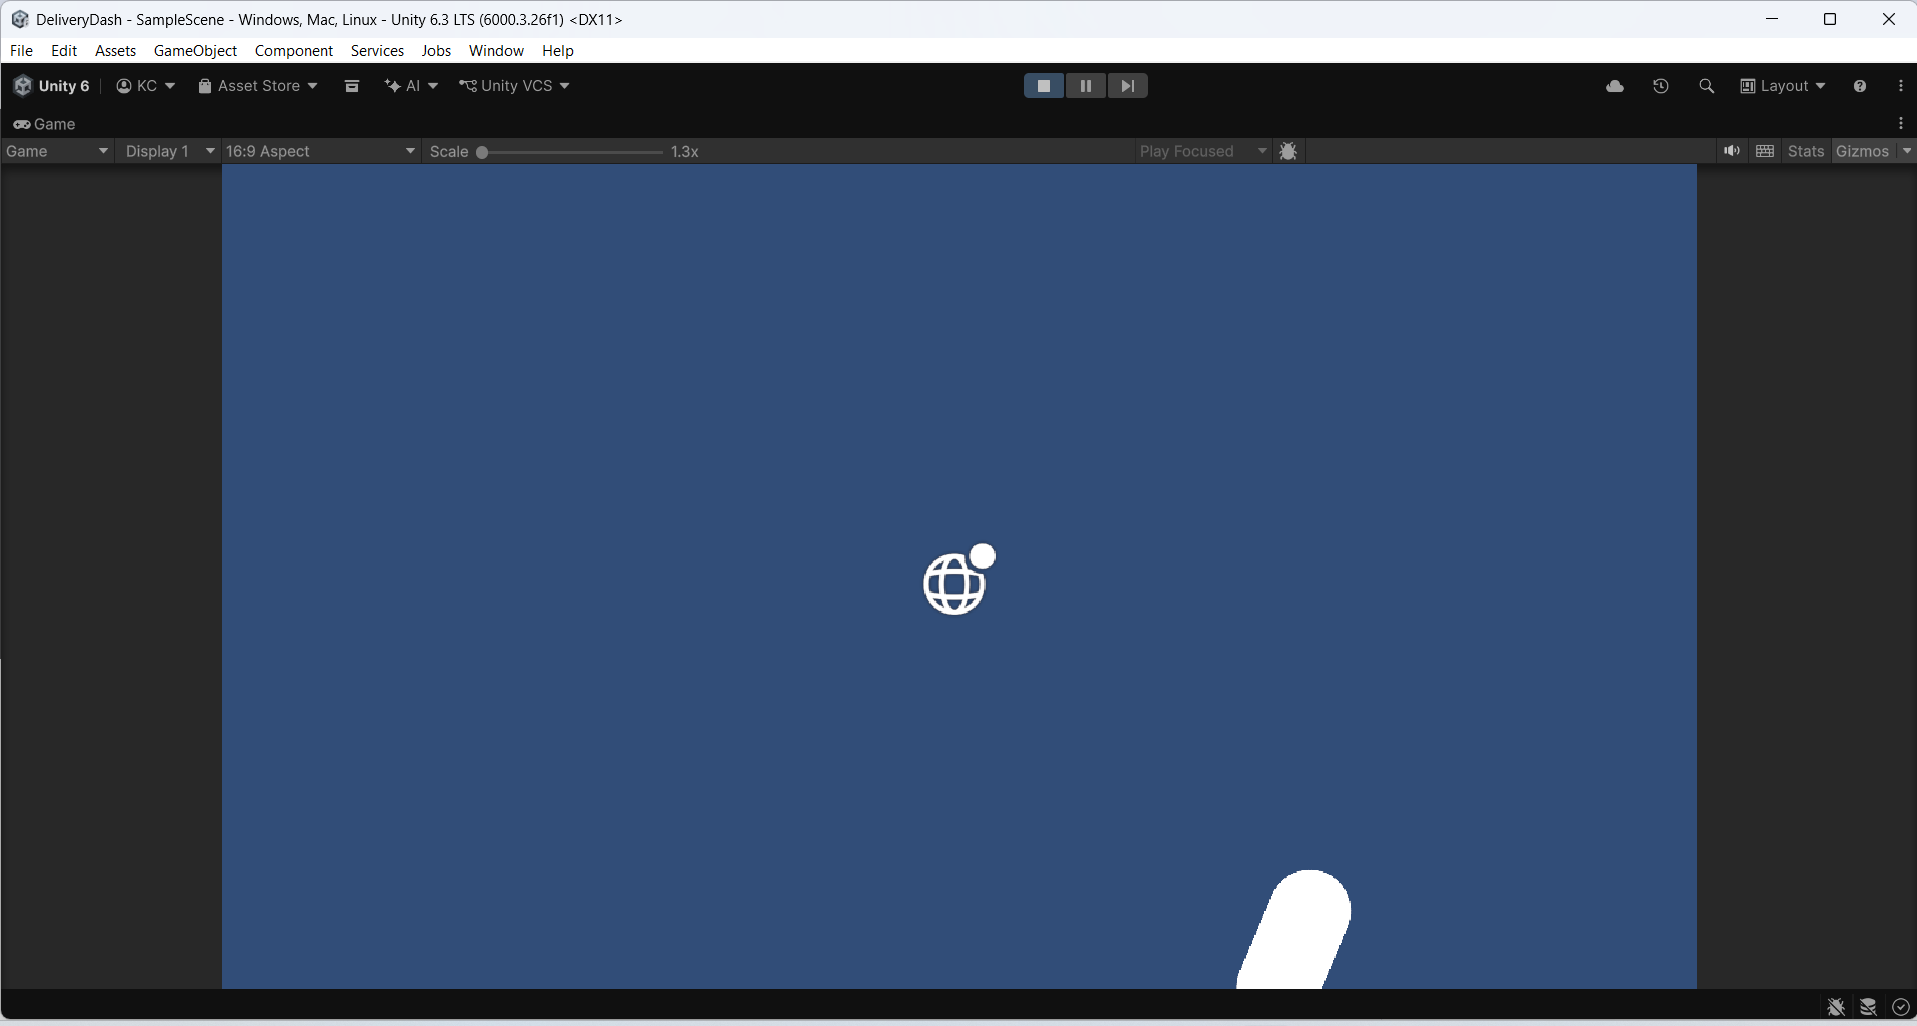 DeliveryDash - SampleScene - Windows, Mac, Linux - Unity 6.3 LTS (6000.3.26f1) <DX11>
File Edit Assets GameObject Component Services Jobs Window Help
Unity 6 KC Asset Store AI Unity VCS Layout
Game
Game Display 1 16:9 Aspect Scale 1.3x Play Focused Stats Gizmos